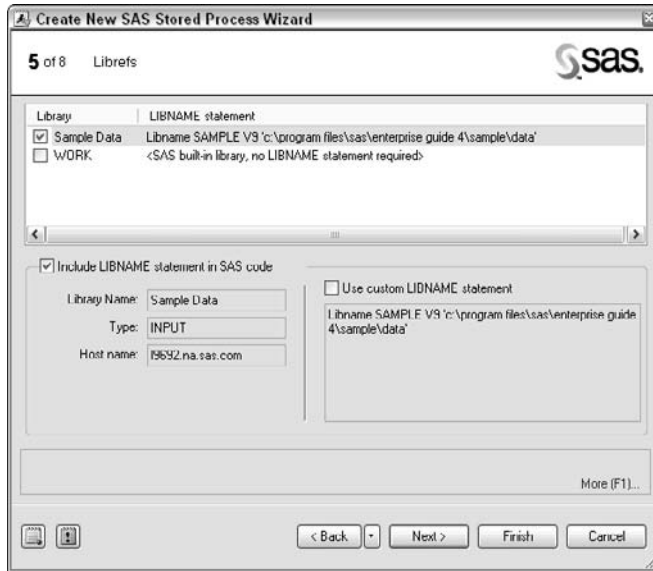 Create New SAS Stored Process Wizard
5 of 8 Librefs
sas.
Library LIBNAME statement
Sample Data Libname SAMPLE V9 'c:\program files\sas\enterprise guide 4\sample\data'
WORK <SAS built-in library, no LIBNAME statement required>
Include LIBNAME statement in SAS code
Library Name: Sample Data
Type: INPUT
Host name: l9692.na.sas.com
Use custom LIBNAME statement
Libname SAMPLE V9 'c:\program files\sas\enterprise guide
4\sample\data'
More (F1)...
< Back Next > Finish Cancel